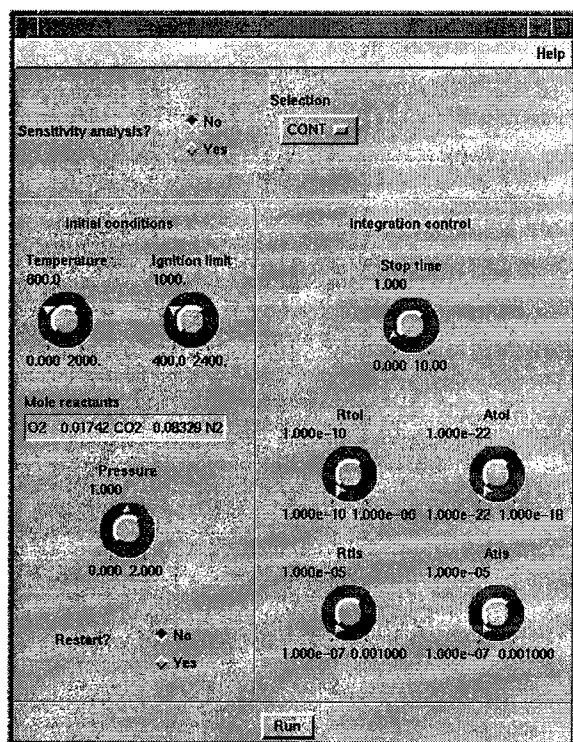 Help
Selection
Sensitivity analysis?
No
CONT
Yes
Initial conditions
Temperature
Ignition limit
600.0
1000.
0.000 2000.
400.0 2400.
Mole reactants
O2 0.01742 CO2 0.08329 N2
Pressure
1.000
0.000 2.000
Restart?
No
Yes
Integration control
Stop time
1.000
0.000 10.00
Rtol
Atol
1.000e-10
1.000e-22
1.000e-10 1.000e-06
1.000e-22 1.000e-18
Rtls
Atls
1.000e-05
1.000e-05
1.000e-07 0.001000
1.000e-07 0.001000
Run